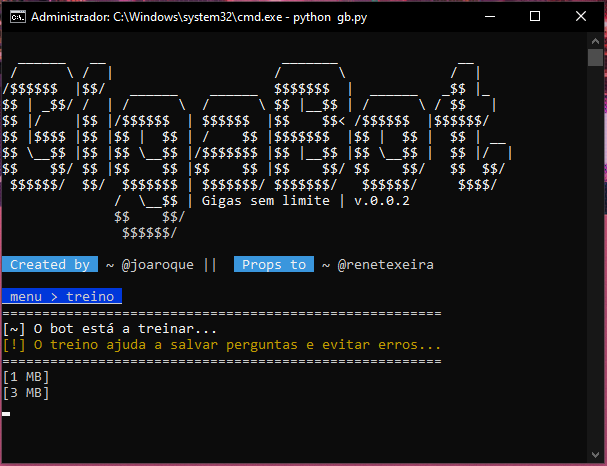 Administrador: C:\Windows\system32\cmd.exe - python gb.py
GigaBot
| Gigas sem limite | v.0.0.2
Created by ~ @joaroque || Props to ~ @renetexeira
menu > treino
[~] O bot está a treinar...
[!] O treino ajuda a salvar perguntas e evitar erros...
[1 MB]
[3 MB]